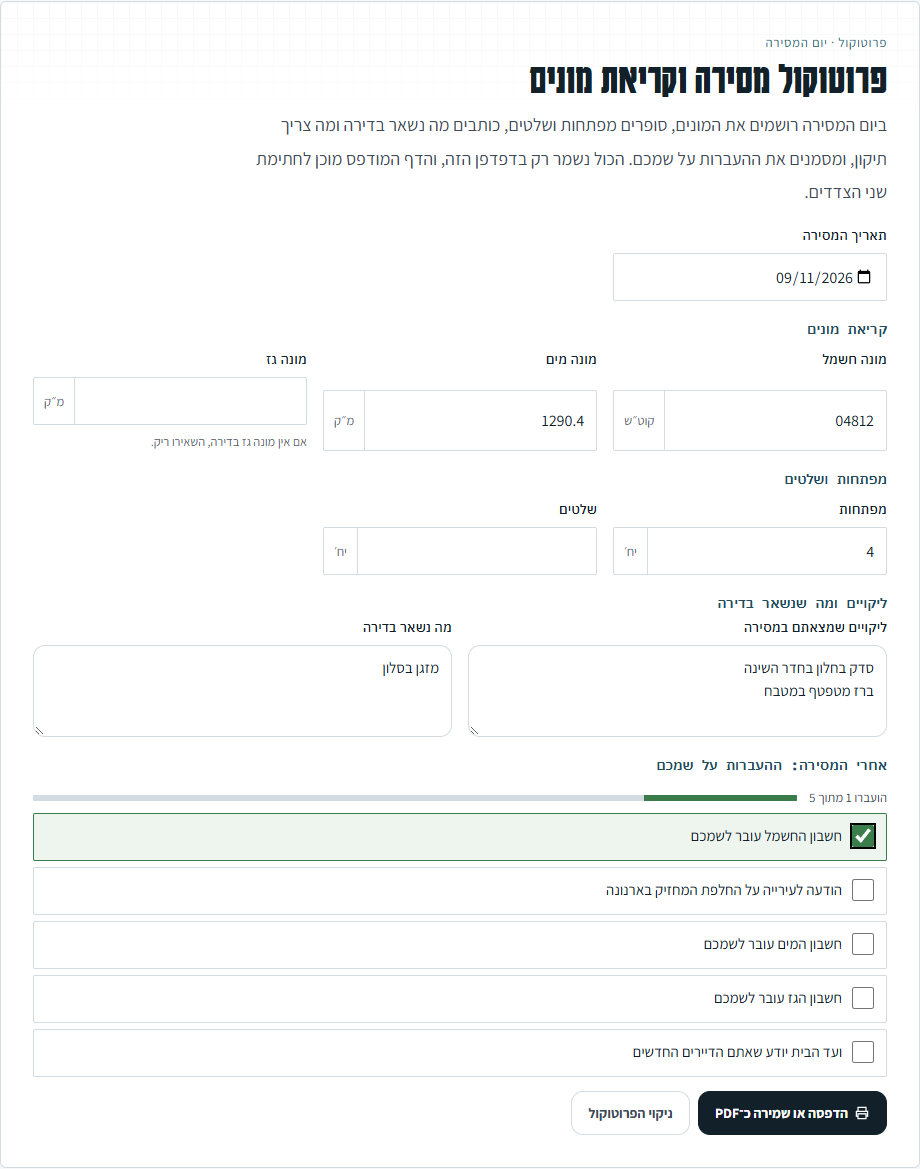 פרוטוקול · יום המסירה
פרוטוקול מסירה וקריאת מונים
ביום המסירה רושמים את המונים, סופרים מפתחות ושלטים, כותבים מה נשאר בדירה ומה צריך
תיקון, ומסמנים את ההעברות על שמכם. הכול נשמר רק בדפדפן הזה, והדף המודפס מוכן לחתימת
שני הצדדים.
תאריך המסירה
09/11/2026
קריאת מונים
מונה חשמל
04812
קוט״ש
מונה מים
1290.4
מ״ק
מונה גז
מ״ק
אם אין מונה גז בדירה, השאירו ריק.
מפתחות ושלטים
מפתחות
4
יח׳
שלטים
יח׳
ליקויים ומה שנשאר בדירה
ליקויים שמצאתם במסירה
סדק בחלון בחדר השינה
ברז מטפטף במטבח
מה נשאר בדירה
מזגן בסלון
אחרי המסירה: ההעברות על שמכם
הועברו 1 מתוך 5
חשבון החשמל עובר לשמכם
הודעה לעירייה על החלפת המחזיק בארנונה
חשבון המים עובר לשמכם
חשבון הגז עובר לשמכם
ועד הבית יודע שאתם הדיירים החדשים
הדפסה או שמירה כ־PDF
ניקוי הפרוטוקול